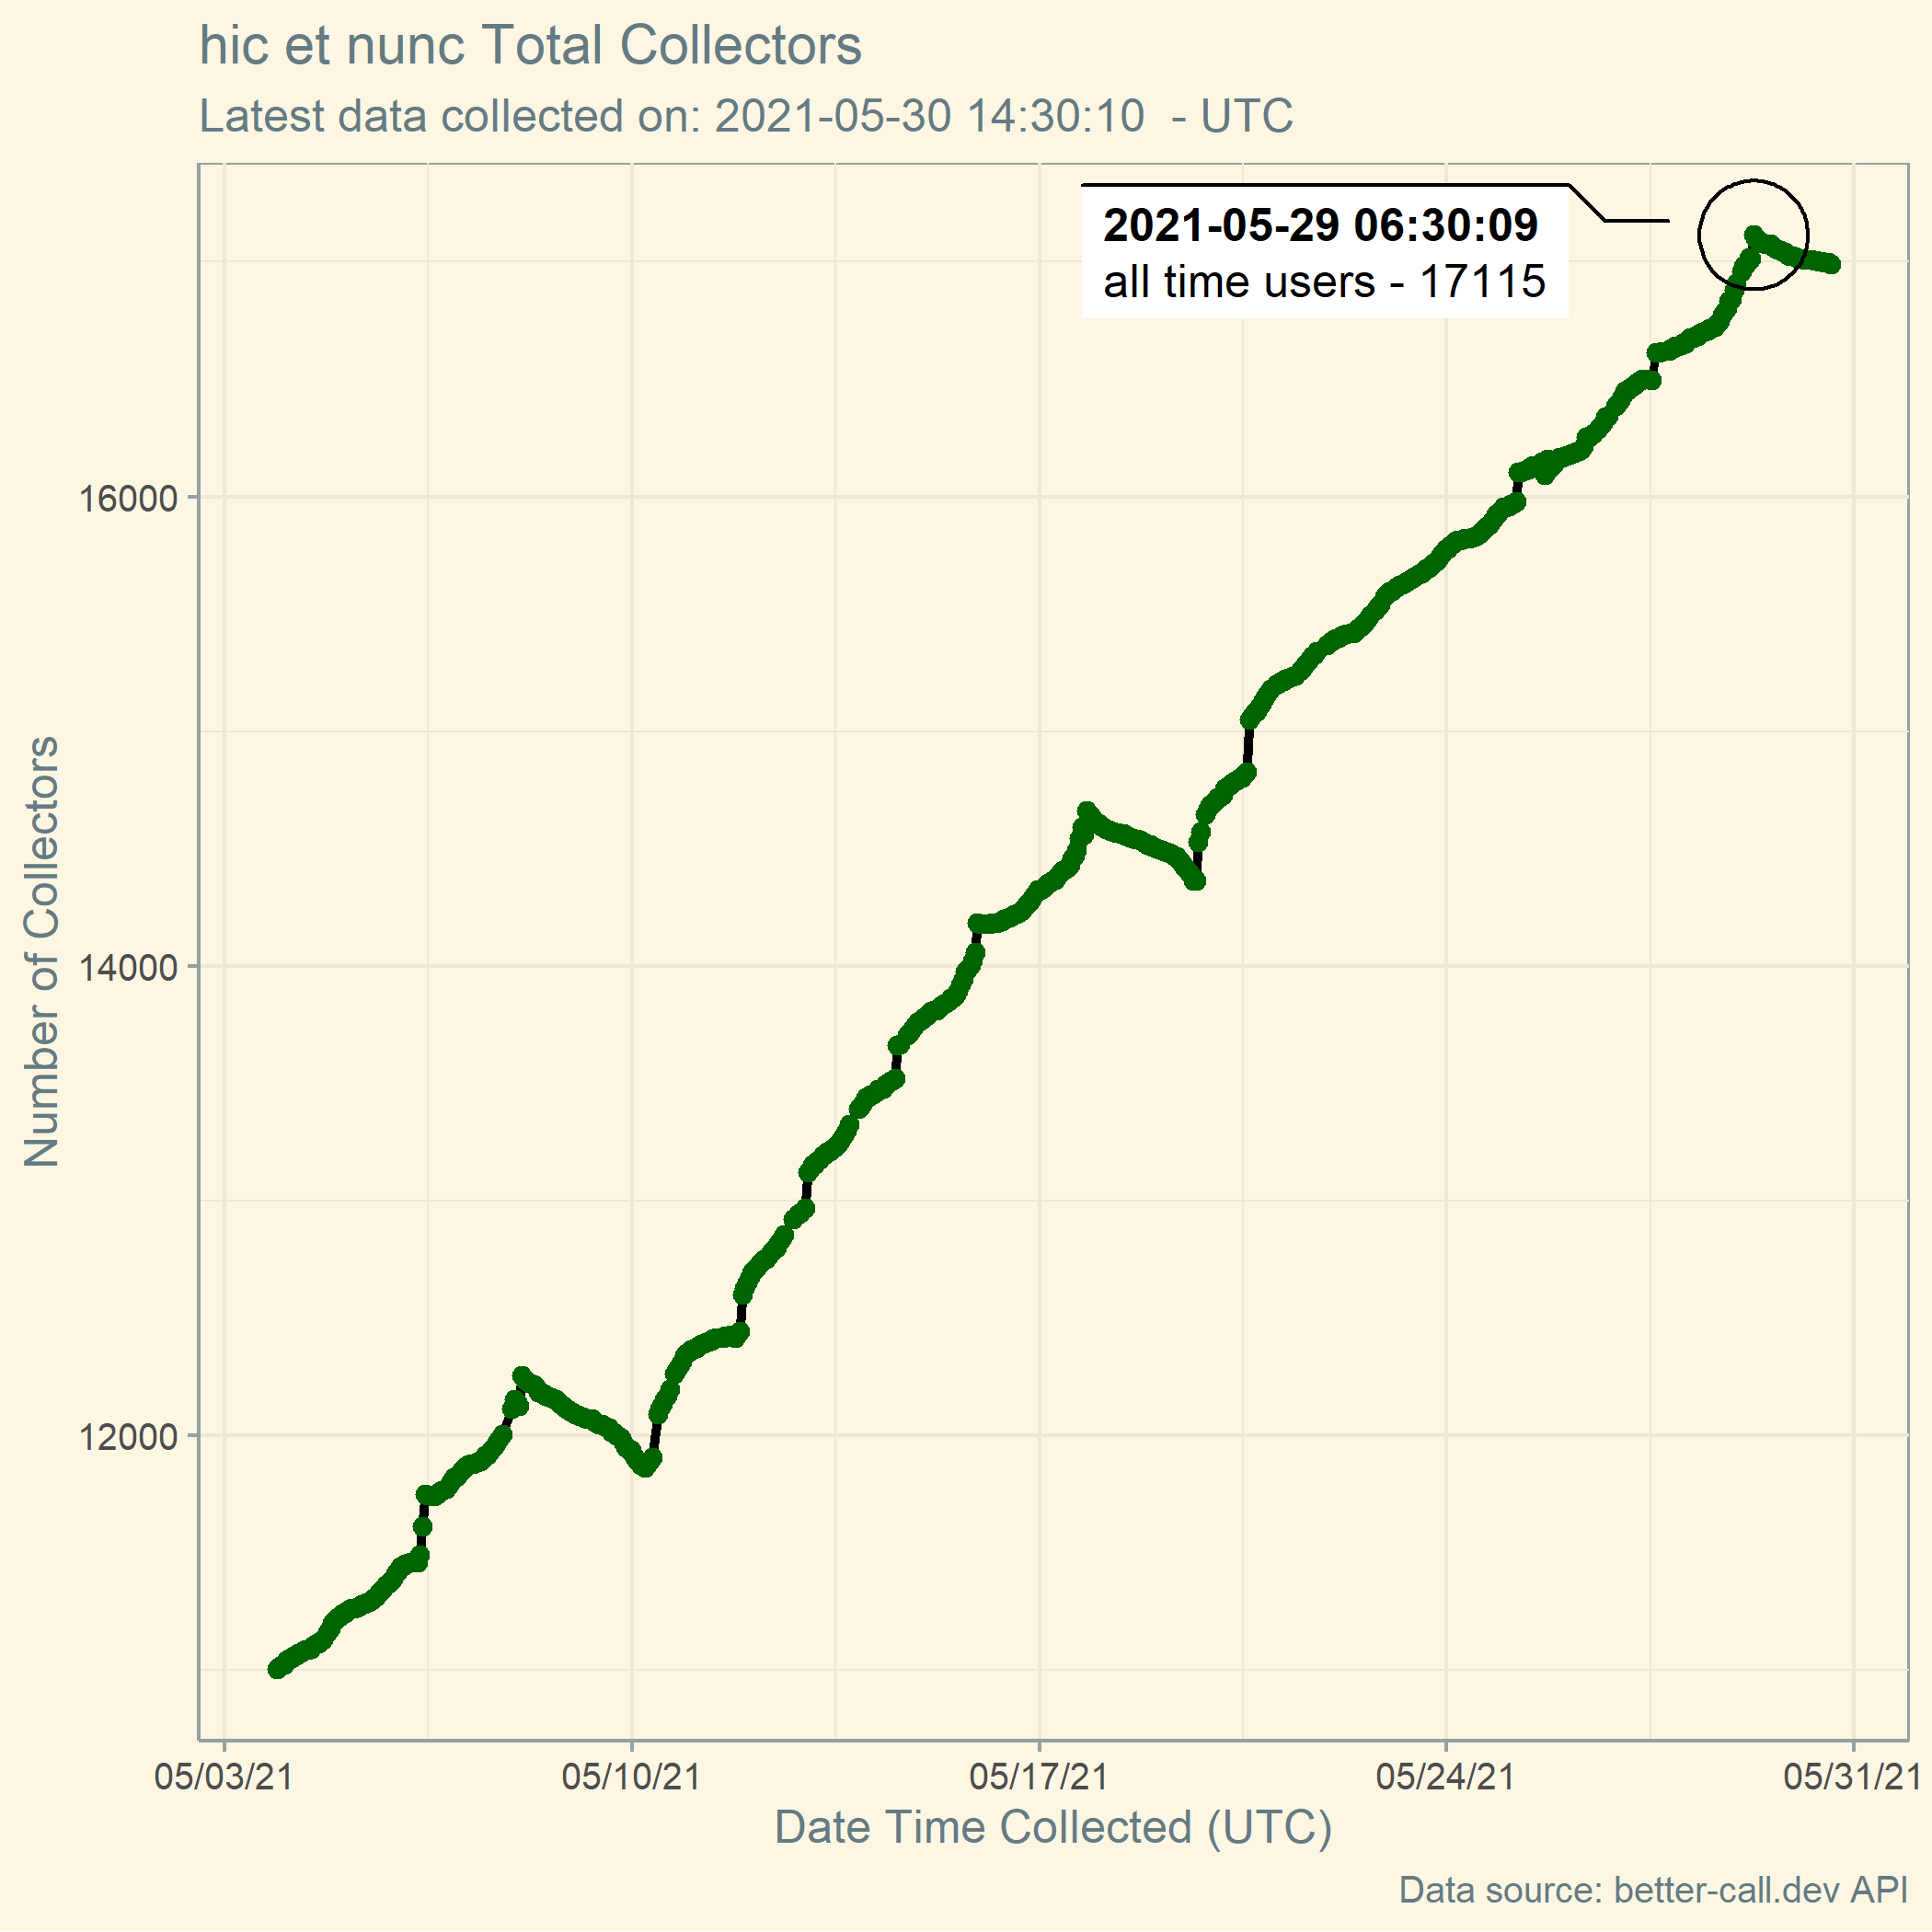 hic et nunc Total Collectors
Latest data collected on: 2021-05-30 14:30:10  - UTC
2021-05-29 06:30:09
all time users - 17115
Number of Collectors
16000
14000
12000
05/03/21
05/10/21
05/17/21
05/24/21
05/31/21
Date Time Collected (UTC)
Data source: better-call.dev API